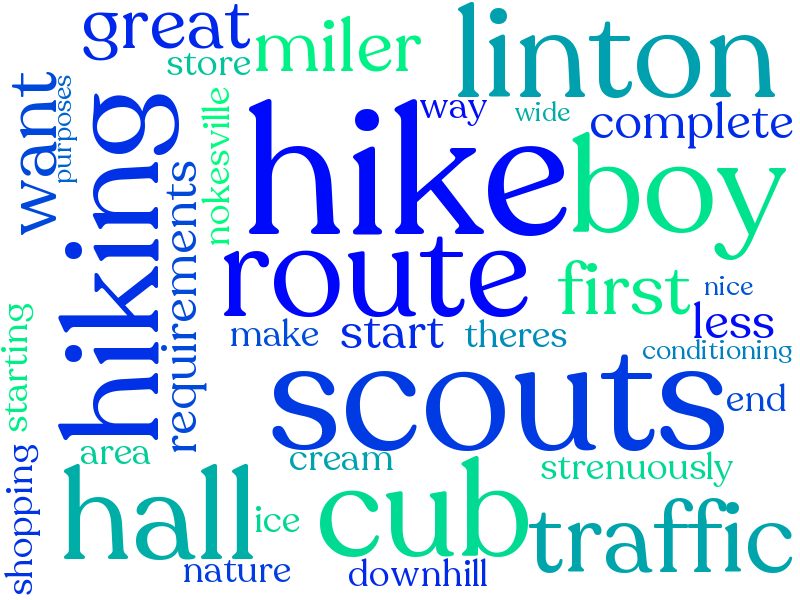 great
linton
miler
store
way
wide
complete
want
purposes
hiking
nokesville
hike
boy
requirements
route
first
nice
less
make
start
theres
conditioning
starting
scouts
end
area
cream
strenuously
shopping
hall
ice
cub
traffic
nature
downhill